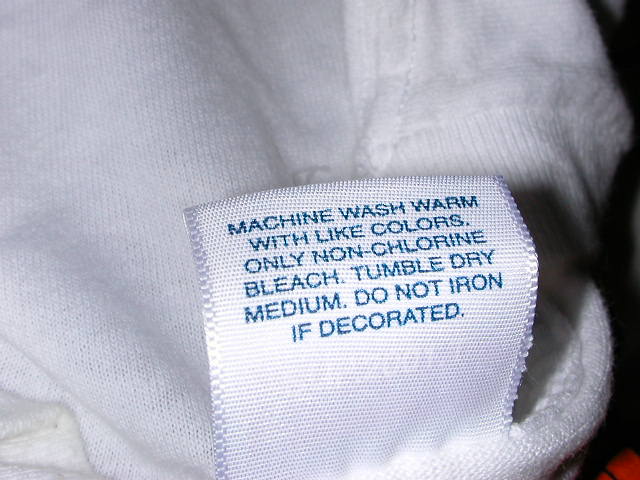 MACHINE WASH WARM
WITH LIKE COLORS.
ONLY NON-CHLORINE
BLEACH. TUMBLE DRY
MEDIUM. DO NOT IRON
IF DECORATED.